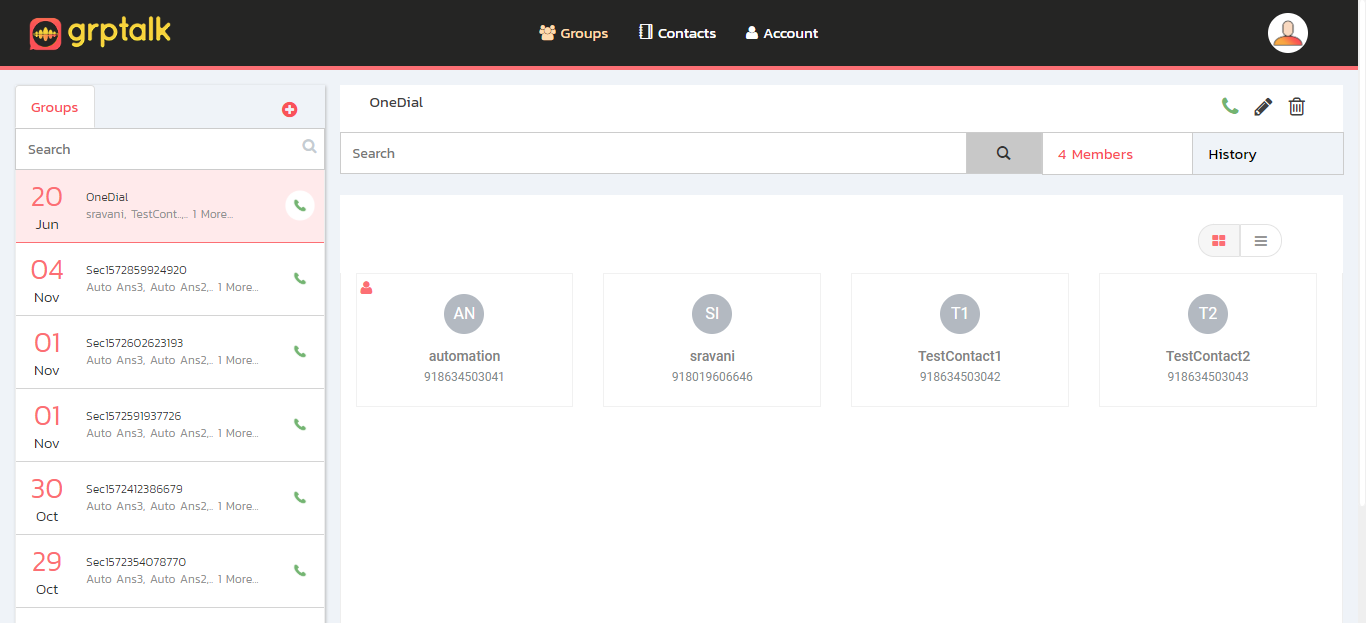 grptalk
Groups Contacts Account
Groups
Search
20 Jun
OneDial
sravani, TestCont..,.. 1 More...
04 Nov
Sec1572859924920
Auto Ans3, Auto Ans2,.. 1 More...
01 Nov
Sec1572602623193
Auto Ans3, Auto Ans2,.. 1 More...
01 Nov
Sec1572591937726
Auto Ans3, Auto Ans2,.. 1 More...
30 Oct
Sec1572412386679
Auto Ans3, Auto Ans2,.. 1 More...
29 Oct
Sec1572354078770
Auto Ans3, Auto Ans2,.. 1 More...
OneDial
Search
4 Members
History
AN
automation
918634503041
SI
sravani
918019606646
T1
TestContact1
918634503042
T2
TestContact2
918634503043